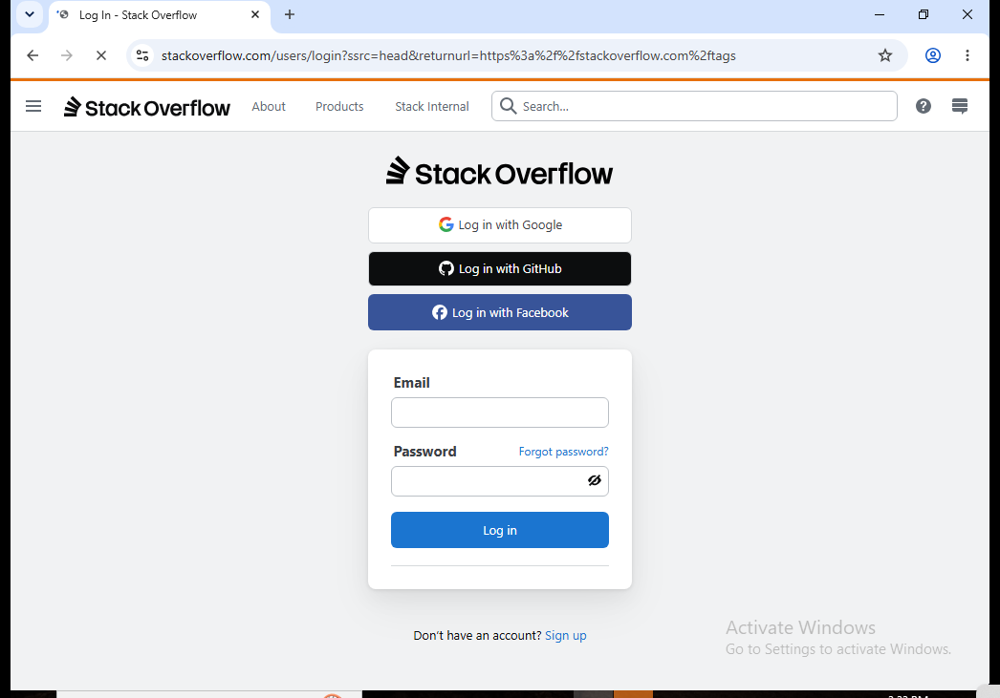 Log In - Stack Overflow
stackoverflow.com/users/login?ssrc=head&returnurl=https%3a%2f%2fstackoverflow.com%2ftags
Stack Overflow About Products Stack Internal Search...
Stack Overflow
Log in with Google
Log in with GitHub
Log in with Facebook
Email
Password Forgot password?
Log in
Don't have an account? Sign up
Activate Windows
Go to Settings to activate Windows.